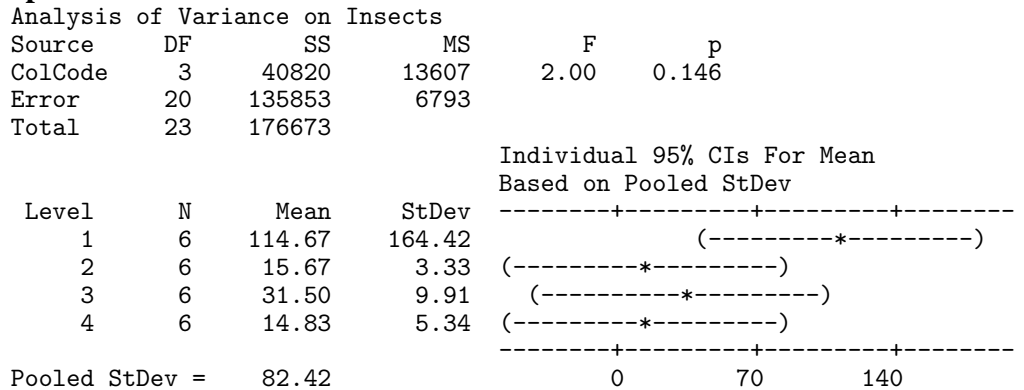 Analysis of Variance on Insects
Source DF SS MS F p
ColCode 3 40820 13607 2.00 0.146
Error 20 135853 6793
Total 23 176673
Individual 95% CIs For Mean
Based on Pooled StDev
Level N Mean StDev --------+---------+---------+--------
1 6 114.67 164.42 (---------*---------)
2 6 15.67 3.33 (---------*---------)
3 6 31.50 9.91 (----------*---------)
4 6 14.83 5.34 (---------*---------)
--------+---------+---------+--------
Pooled StDev = 82.42 0 70 140